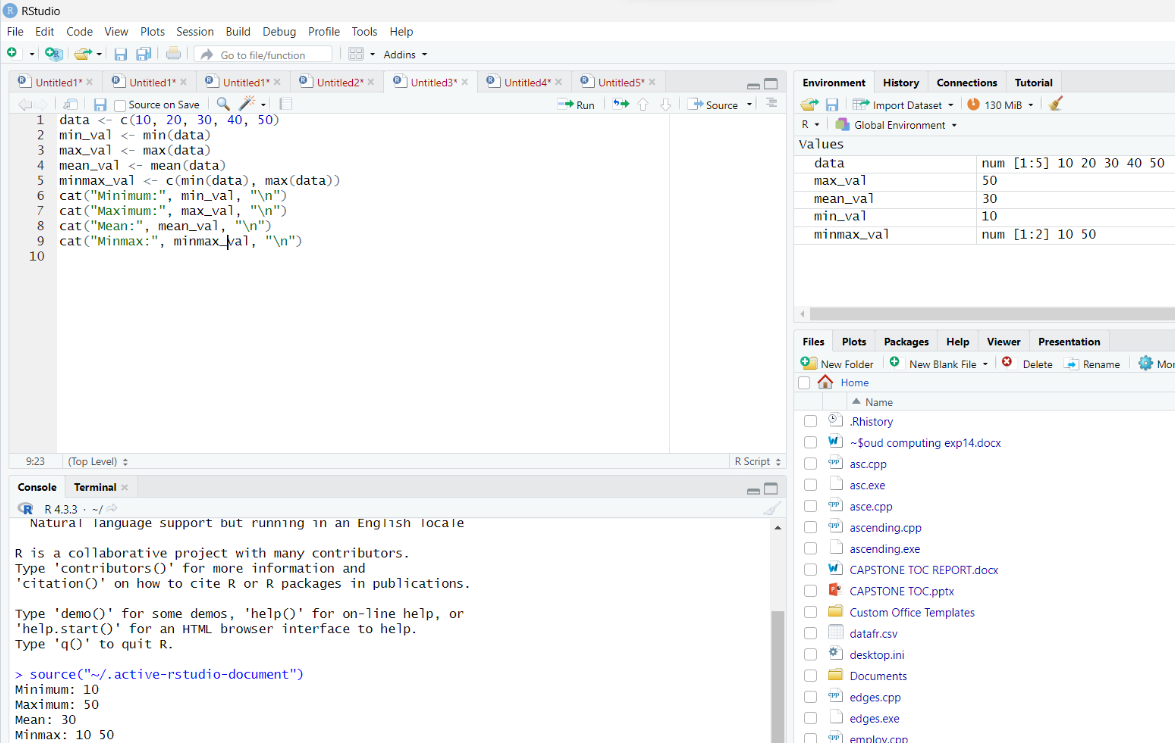 RStudio
File Edit Code View Plots Session Build Debug Profile Tools Help
Go to file/function Addins
Untitled1* Untitled1* Untitled1* Untitled2* Untitled3* Untitled4* Untitled5*
Source on Save Run Source
1 data <- c(10, 20, 30, 40, 50)
2 min_val <- min(data)
3 max_val <- max(data)
4 mean_val <- mean(data)
5 minmax_val <- c(min(data), max(data))
6 cat("Minimum:", min_val, "\n")
7 cat("Maximum:", max_val, "\n")
8 cat("Mean:", mean_val, "\n")
9 cat("Minmax:", minmax_val, "\n")
10
9:23 (Top Level) R Script
Console Terminal
R 4.3.3 · ~/
Natural language support but running in an English locale
R is a collaborative project with many contributors.
Type 'contributors()' for more information and
'citation()' on how to cite R or R packages in publications.
Type 'demo()' for some demos, 'help()' for on-line help, or
'help.start()' for an HTML browser interface to help.
Type 'q()' to quit R.
> source("~/.active-rstudio-document")
Minimum: 10
Maximum: 50
Mean: 30
Minmax: 10 50
Environment History Connections Tutorial
Import Dataset 130 MiB
R Global Environment
Values
data num [1:5] 10 20 30 40 50
max_val 50
mean_val 30
min_val 10
minmax_val num [1:2] 10 50
Files Plots Packages Help Viewer Presentation
New Folder New Blank File Delete Rename Mor
Home
Name
.Rhistory
~$oud computing exp14.docx
asc.cpp
asc.exe
asce.cpp
ascending.cpp
ascending.exe
CAPSTONE TOC REPORT.docx
CAPSTONE TOC.pptx
Custom Office Templates
datafr.csv
desktop.ini
Documents
edges.cpp
edges.exe
employ.cpp